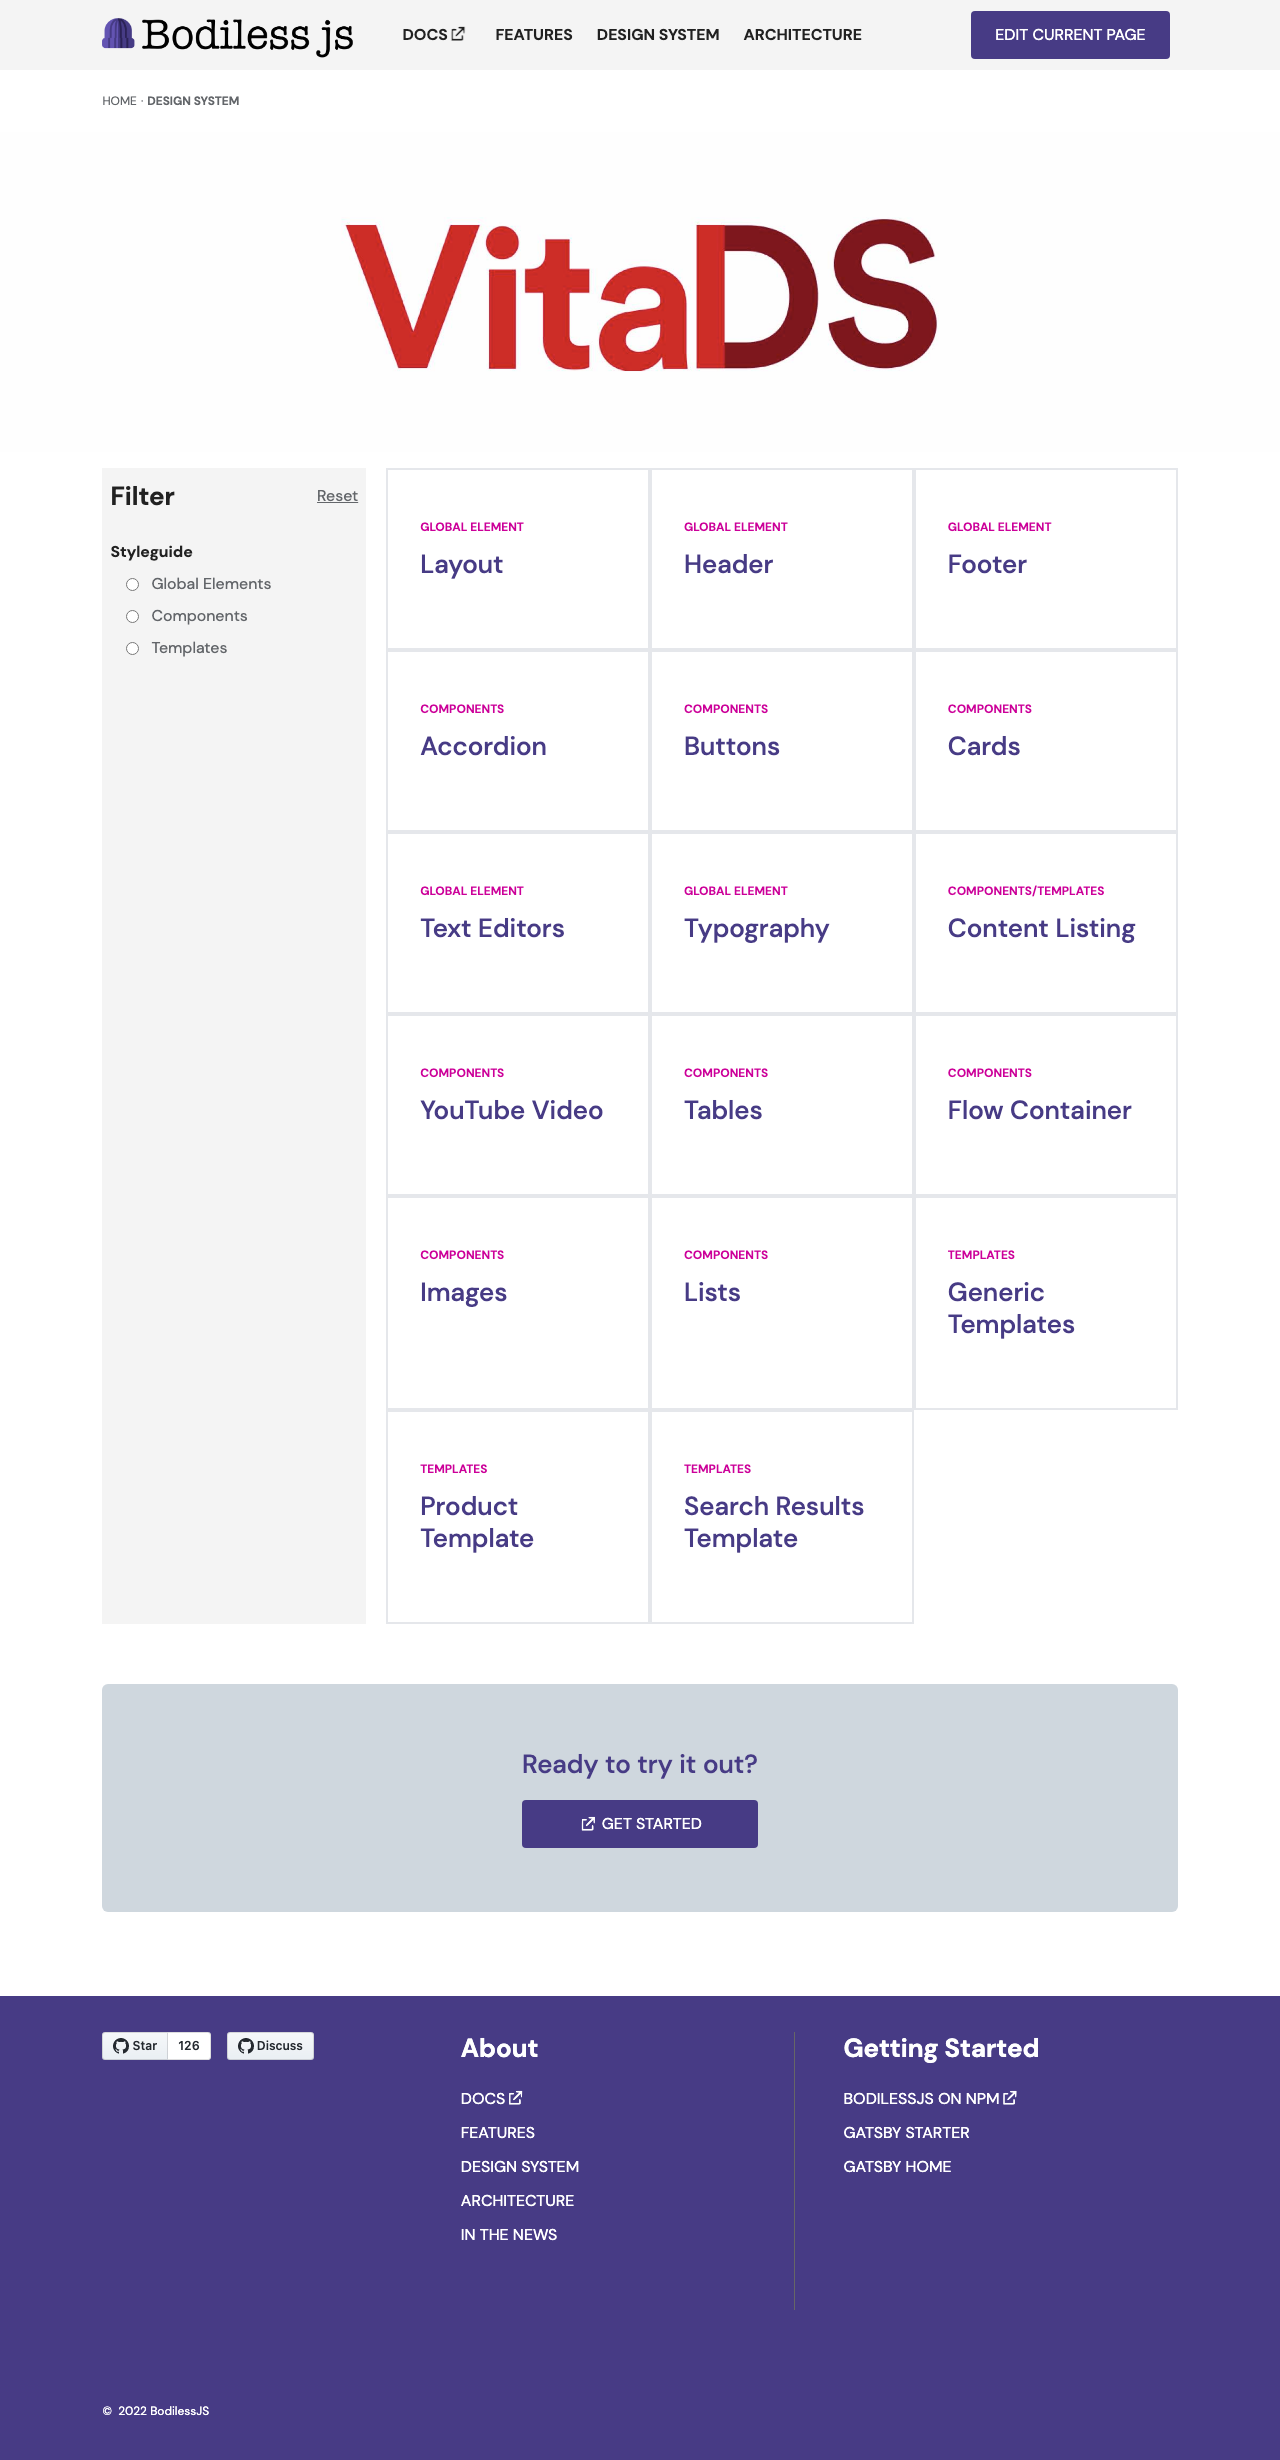 Bodiless js
DOCS
FEATURES
DESIGN SYSTEM
ARCHITECTURE
EDIT CURRENT PAGE
HOME · DESIGN SYSTEM
VitaDS
Filter
Reset
Styleguide
Global Elements
Components
Templates
GLOBAL ELEMENT
Layout
GLOBAL ELEMENT
Header
GLOBAL ELEMENT
Footer
COMPONENTS
Accordion
COMPONENTS
Buttons
COMPONENTS
Cards
GLOBAL ELEMENT
Text Editors
GLOBAL ELEMENT
Typography
COMPONENTS/TEMPLATES
Content Listing
COMPONENTS
YouTube Video
COMPONENTS
Tables
COMPONENTS
Flow Container
COMPONENTS
Images
COMPONENTS
Lists
TEMPLATES
Generic
Templates
TEMPLATES
Product
Template
TEMPLATES
Search Results
Template
Ready to try it out?
GET STARTED
Star
126
Discuss
About
DOCS
FEATURES
DESIGN SYSTEM
ARCHITECTURE
IN THE NEWS
Getting Started
BODILESSJS ON NPM
GATSBY STARTER
GATSBY HOME
© 2022 BodilessJS